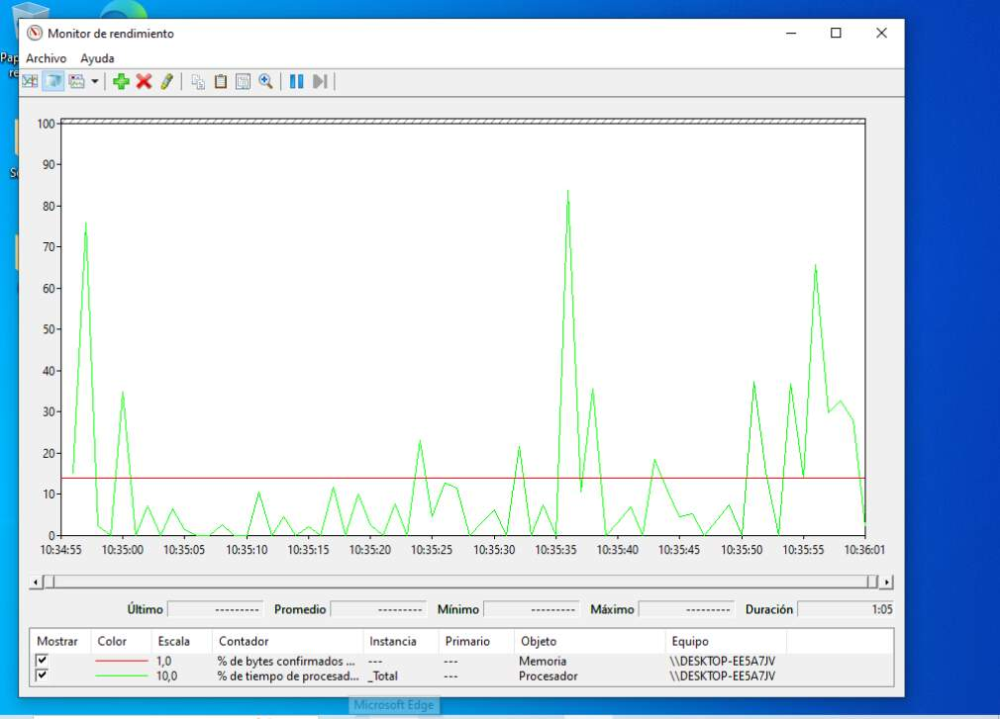 Monitor de rendimiento
Archivo Ayuda
100
90
80
70
60
50
40
30
20
10
0
10:34:55 10:35:00 10:35:05 10:35:10 10:35:15 10:35:20 10:35:25 10:35:30 10:35:36 10:35:40 10:35:45 10:35:50 10:35:55 10:36:01
Último --------- Promedio --------- Mínimo --------- Máximo --------- Duración 1:05
Mostrar Color Escala Contador Instancia Primario Objeto Equipo
1,0 % de bytes confirmados ... --- --- Memoria \\DESKTOP-EE5A7JV
10,0 % de tiempo de procesad... _Total --- Procesador \\DESKTOP-EE5A7JV
Microsoft Edge